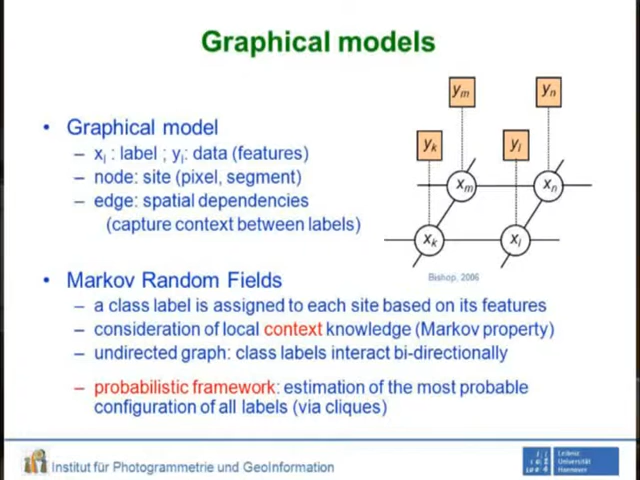 Graphical models
• Graphical model
– xi : label ; yi: data (features)
– node: site (pixel, segment)
– edge: spatial dependencies
(capture context between labels)
ym
yn
yk
yl
xm
xn
xk
xl
Bishop, 2006
• Markov Random Fields
– a class label is assigned to each site based on its features
– consideration of local context knowledge (Markov property)
– undirected graph: class labels interact bi-directionally
– probabilistic framework: estimation of the most probable
configuration of all labels (via cliques)
Institut für Photogrammetrie und GeoInformation
Leibniz
Universität
Hannover